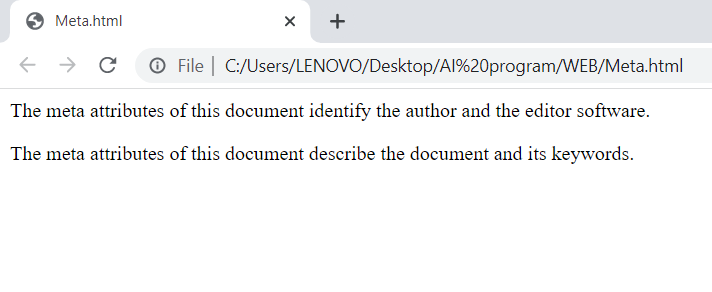 Meta.html
File | C:/Users/LENOVO/Desktop/AI%20program/WEB/Meta.html
The meta attributes of this document identify the author and the editor software.
The meta attributes of this document describe the document and its keywords.